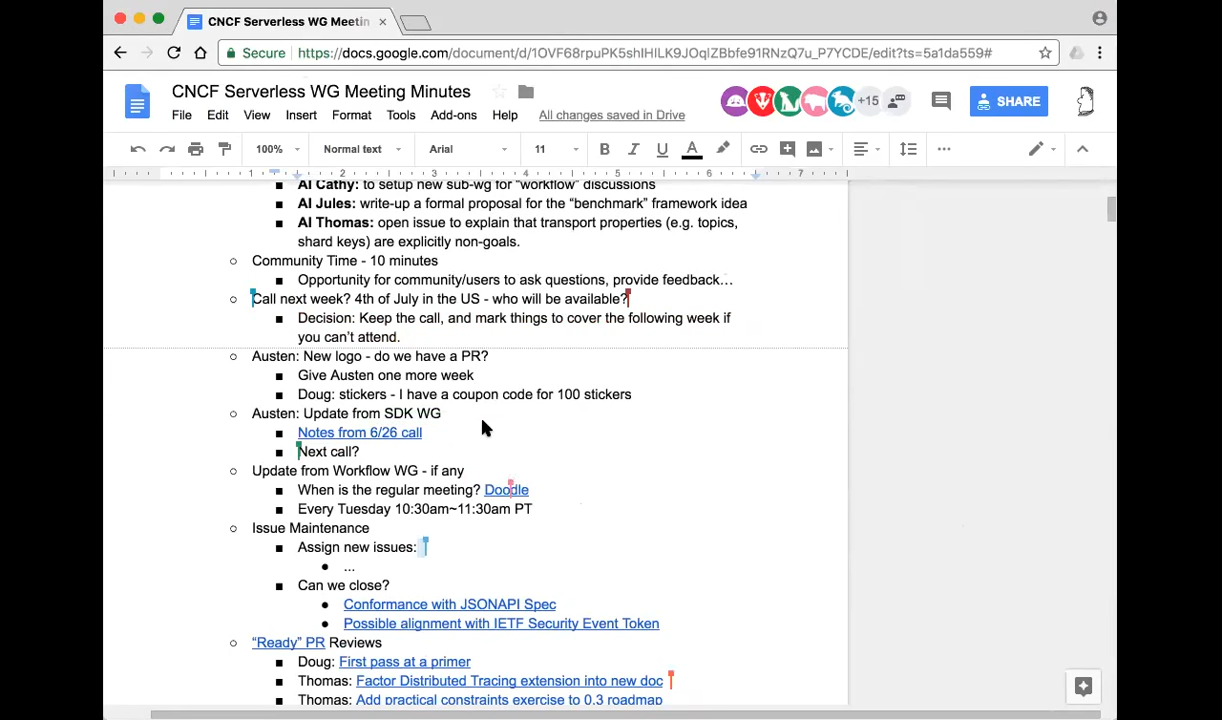 CNCF Serverless WG Meetin
Secure
https://docs.google.com/document/d/1OVF68rpuPK5shIHILK9JOqlZBbfe91RNzQ7u_P7YCDE/edit?ts=5a1da559#
CNCF Serverless WG Meeting Minutes
+15
SHARE
File Edit View Insert Format Tools Add-ons Help All changes saved in Drive
100% Normal text Arial 11 B I U A
1 1 2 3 4 5 6 7
AI Cathy: to setup new sub-wg for “workflow” discussions
AI Jules: write-up a formal proposal for the “benchmark” framework idea
AI Thomas: open issue to explain that transport properties (e.g. topics,
shard keys) are explicitly non-goals.
Community Time - 10 minutes
Opportunity for community/users to ask questions, provide feedback…
Call next week? 4th of July in the US - who will be available?
Decision: Keep the call, and mark things to cover the following week if
you can’t attend.
Austen: New logo - do we have a PR?
Give Austen one more week
Doug: stickers - I have a coupon code for 100 stickers
Austen: Update from SDK WG
Notes from 6/26 call
Next call?
Update from Workflow WG - if any
When is the regular meeting? Doodle
Every Tuesday 10:30am~11:30am PT
Issue Maintenance
Assign new issues:
...
Can we close?
Conformance with JSONAPI Spec
Possible alignment with IETF Security Event Token
“Ready” PR Reviews
Doug: First pass at a primer
Thomas: Factor Distributed Tracing extension into new doc
Thomas: Add practical constraints exercise to 0.3 roadmap